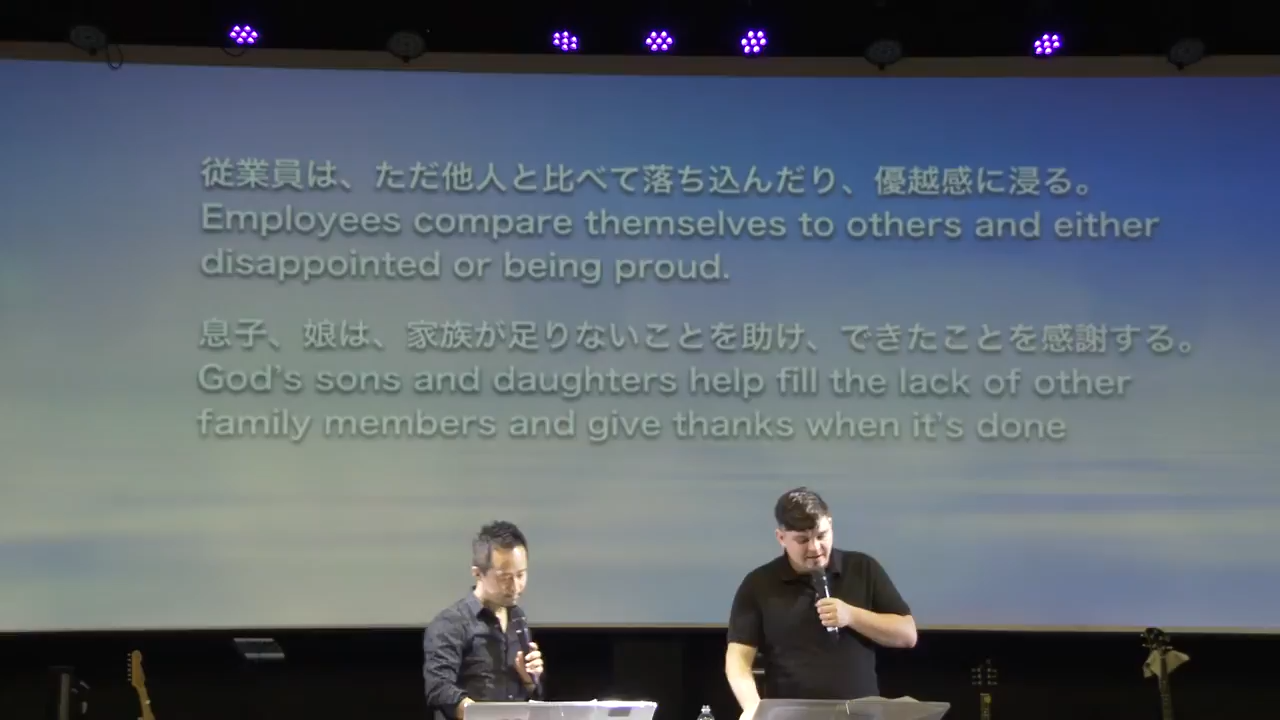 従業員は、ただ他人と比べて落ち込んだり、優越感に浸る。
Employees compare themselves to others and either
disappointed or being proud.
息子、娘は、家族が足りないことを助け、できたことを感謝する。
God's sons and daughters help fill the lack of other
family members and give thanks when it's done